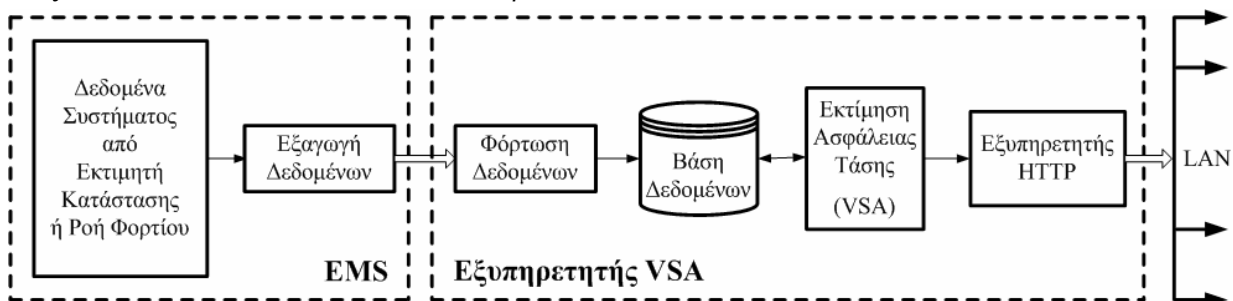 Δεδομένα
Συστήματος
από
Εκτιμητή
Κατάστασης
ή Ροή Φορτίου
Εξαγωγή
Δεδομένων
EMS
Φόρτωση
Δεδομένων
Βάση
Δεδομένων
Εκτίμηση
Ασφάλειας
Τάσης
(VSA)
Εξυπηρετητής
HTTP
Εξυπηρετητής VSA
LAN